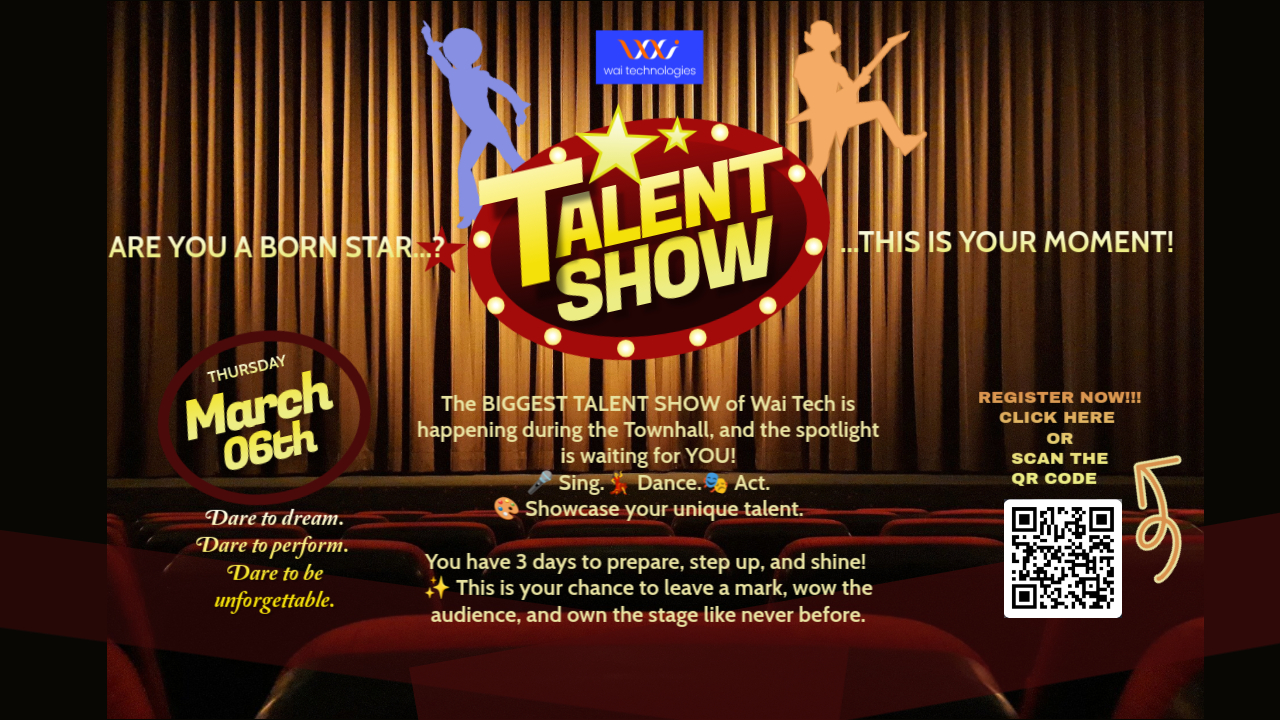 wai technologies
TALENT
SHOW
ARE YOU A BORN STAR...?
...THIS IS YOUR MOMENT!
THURSDAY
March
06th
Dare to dream.
Dare to perform.
Dare to be
unforgettable.
The BIGGEST TALENT SHOW of Wai Tech is
happening during the Townhall, and the spotlight
is waiting for YOU!
🎤 Sing.💃 Dance.🎭 Act.
🎨 Showcase your unique talent.
You have 3 days to prepare, step up, and shine!
✨ This is your chance to leave a mark, wow the
audience, and own the stage like never before.
REGISTER NOW!!!
CLICK HERE
OR
SCAN THE
QR CODE